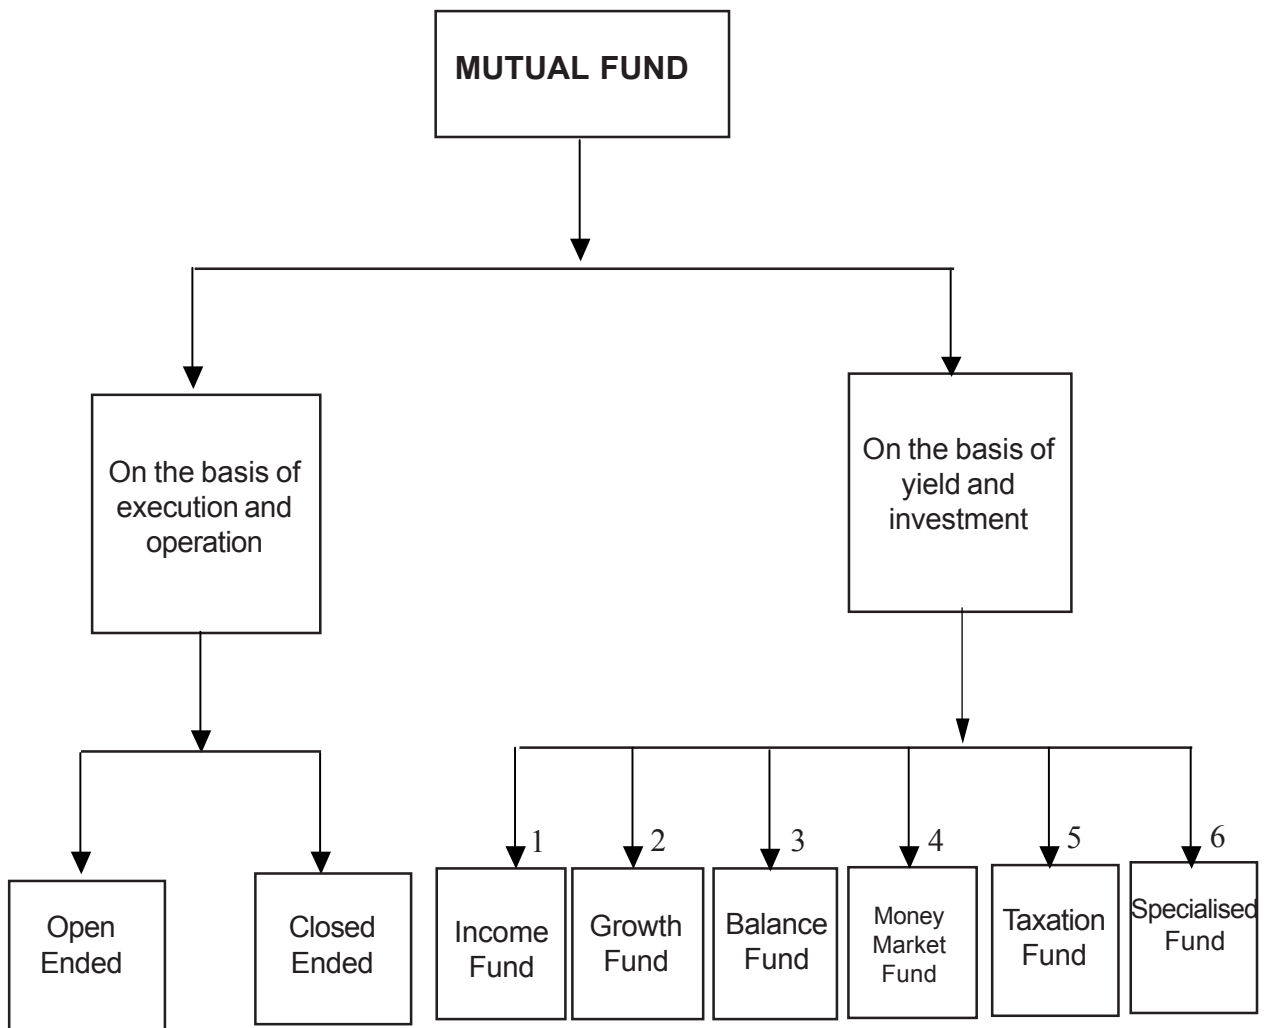 MUTUAL FUND
On the basis of
execution and
operation
On the basis of
yield and
investment
1
2
3
4
5
6
Open
Ended
Closed
Ended
Income
Fund
Growth
Fund
Balance
Fund
Money
Market
Fund
Taxation
Fund
Specialised
Fund